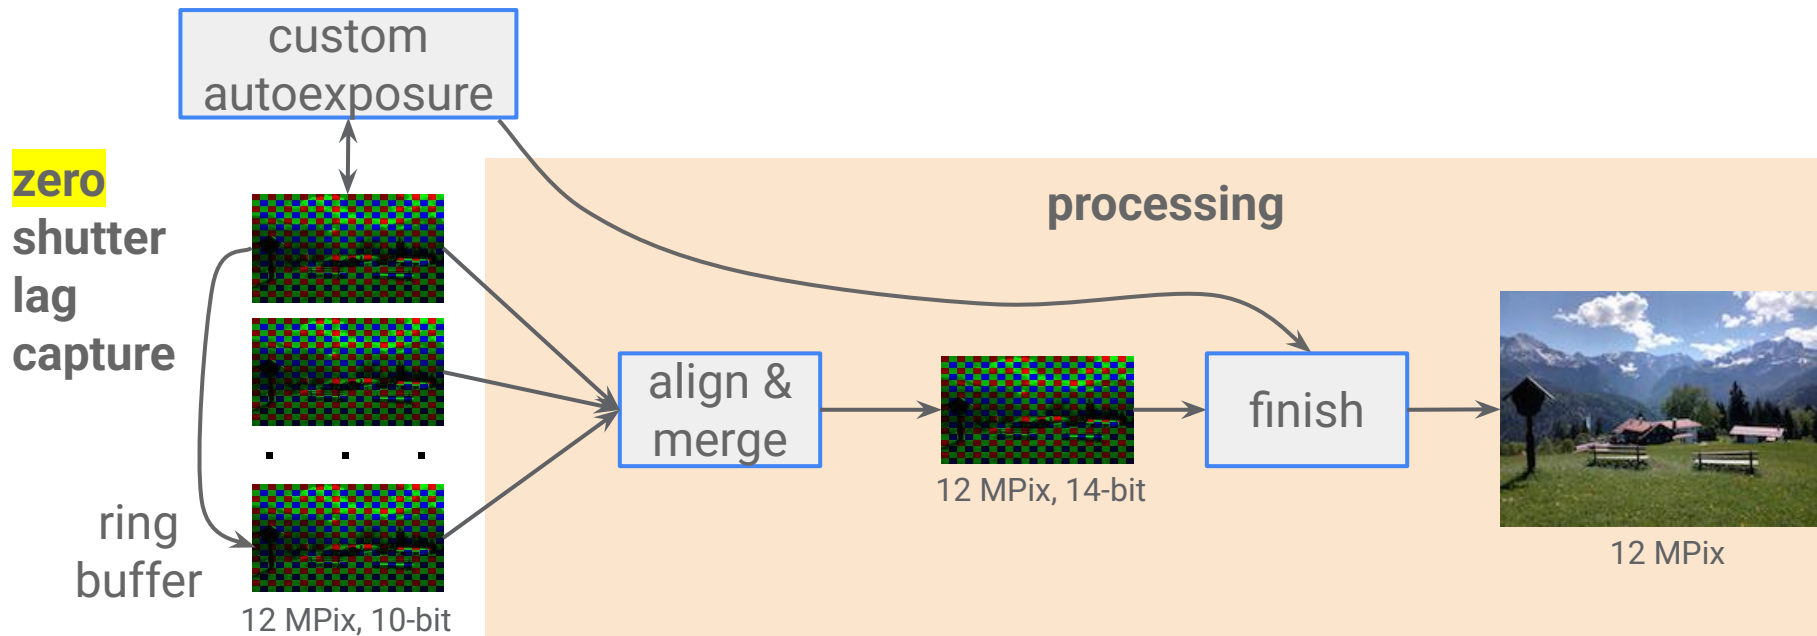 custom
autoexposure
zero
shutter
lag
capture
processing
align &
merge
finish
12 MPix, 14-bit
ring
buffer
12 MPix, 10-bit
12 MPix